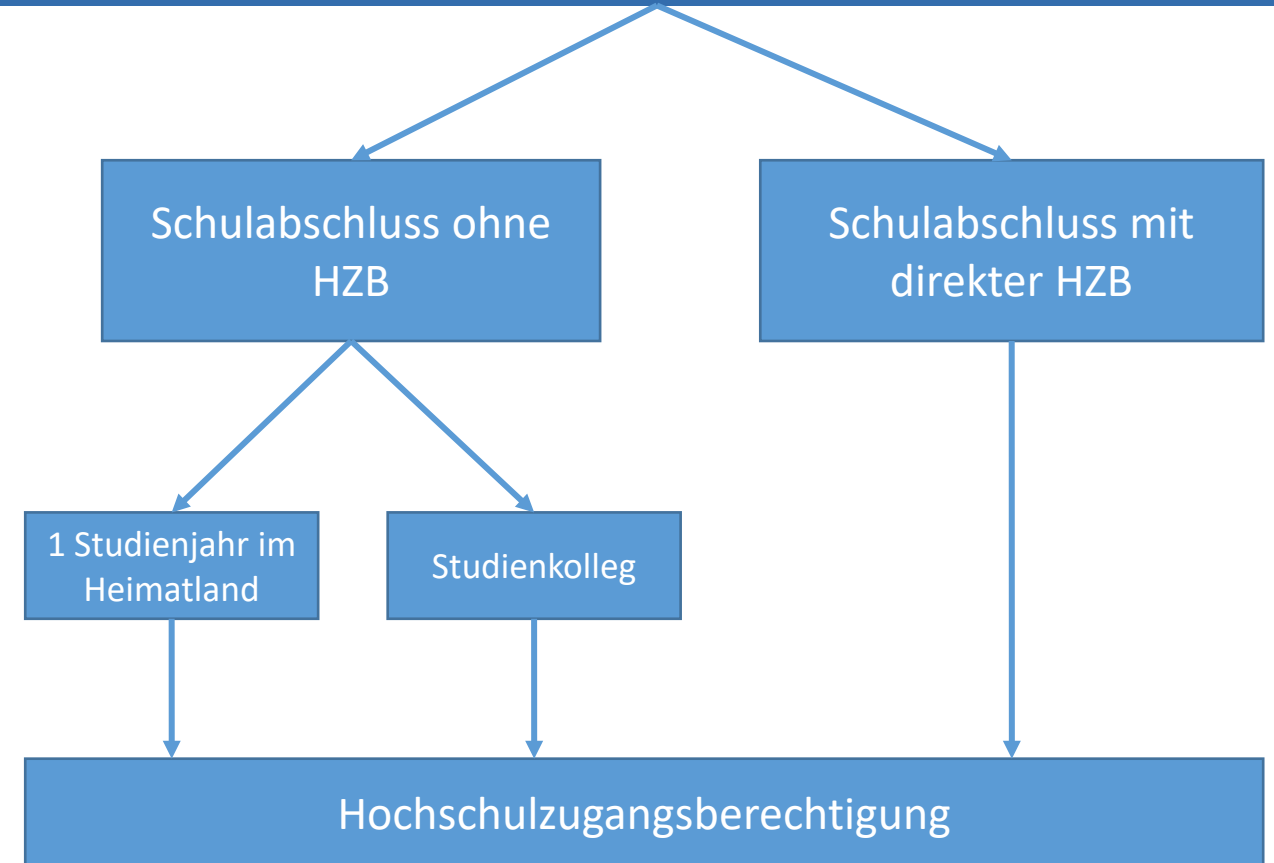 Schulabschluss ohne
HZB
Schulabschluss mit
direkter HZB
1 Studienjahr im
Heimatland
Studienkolleg
Hochschulzugangsberechtigung